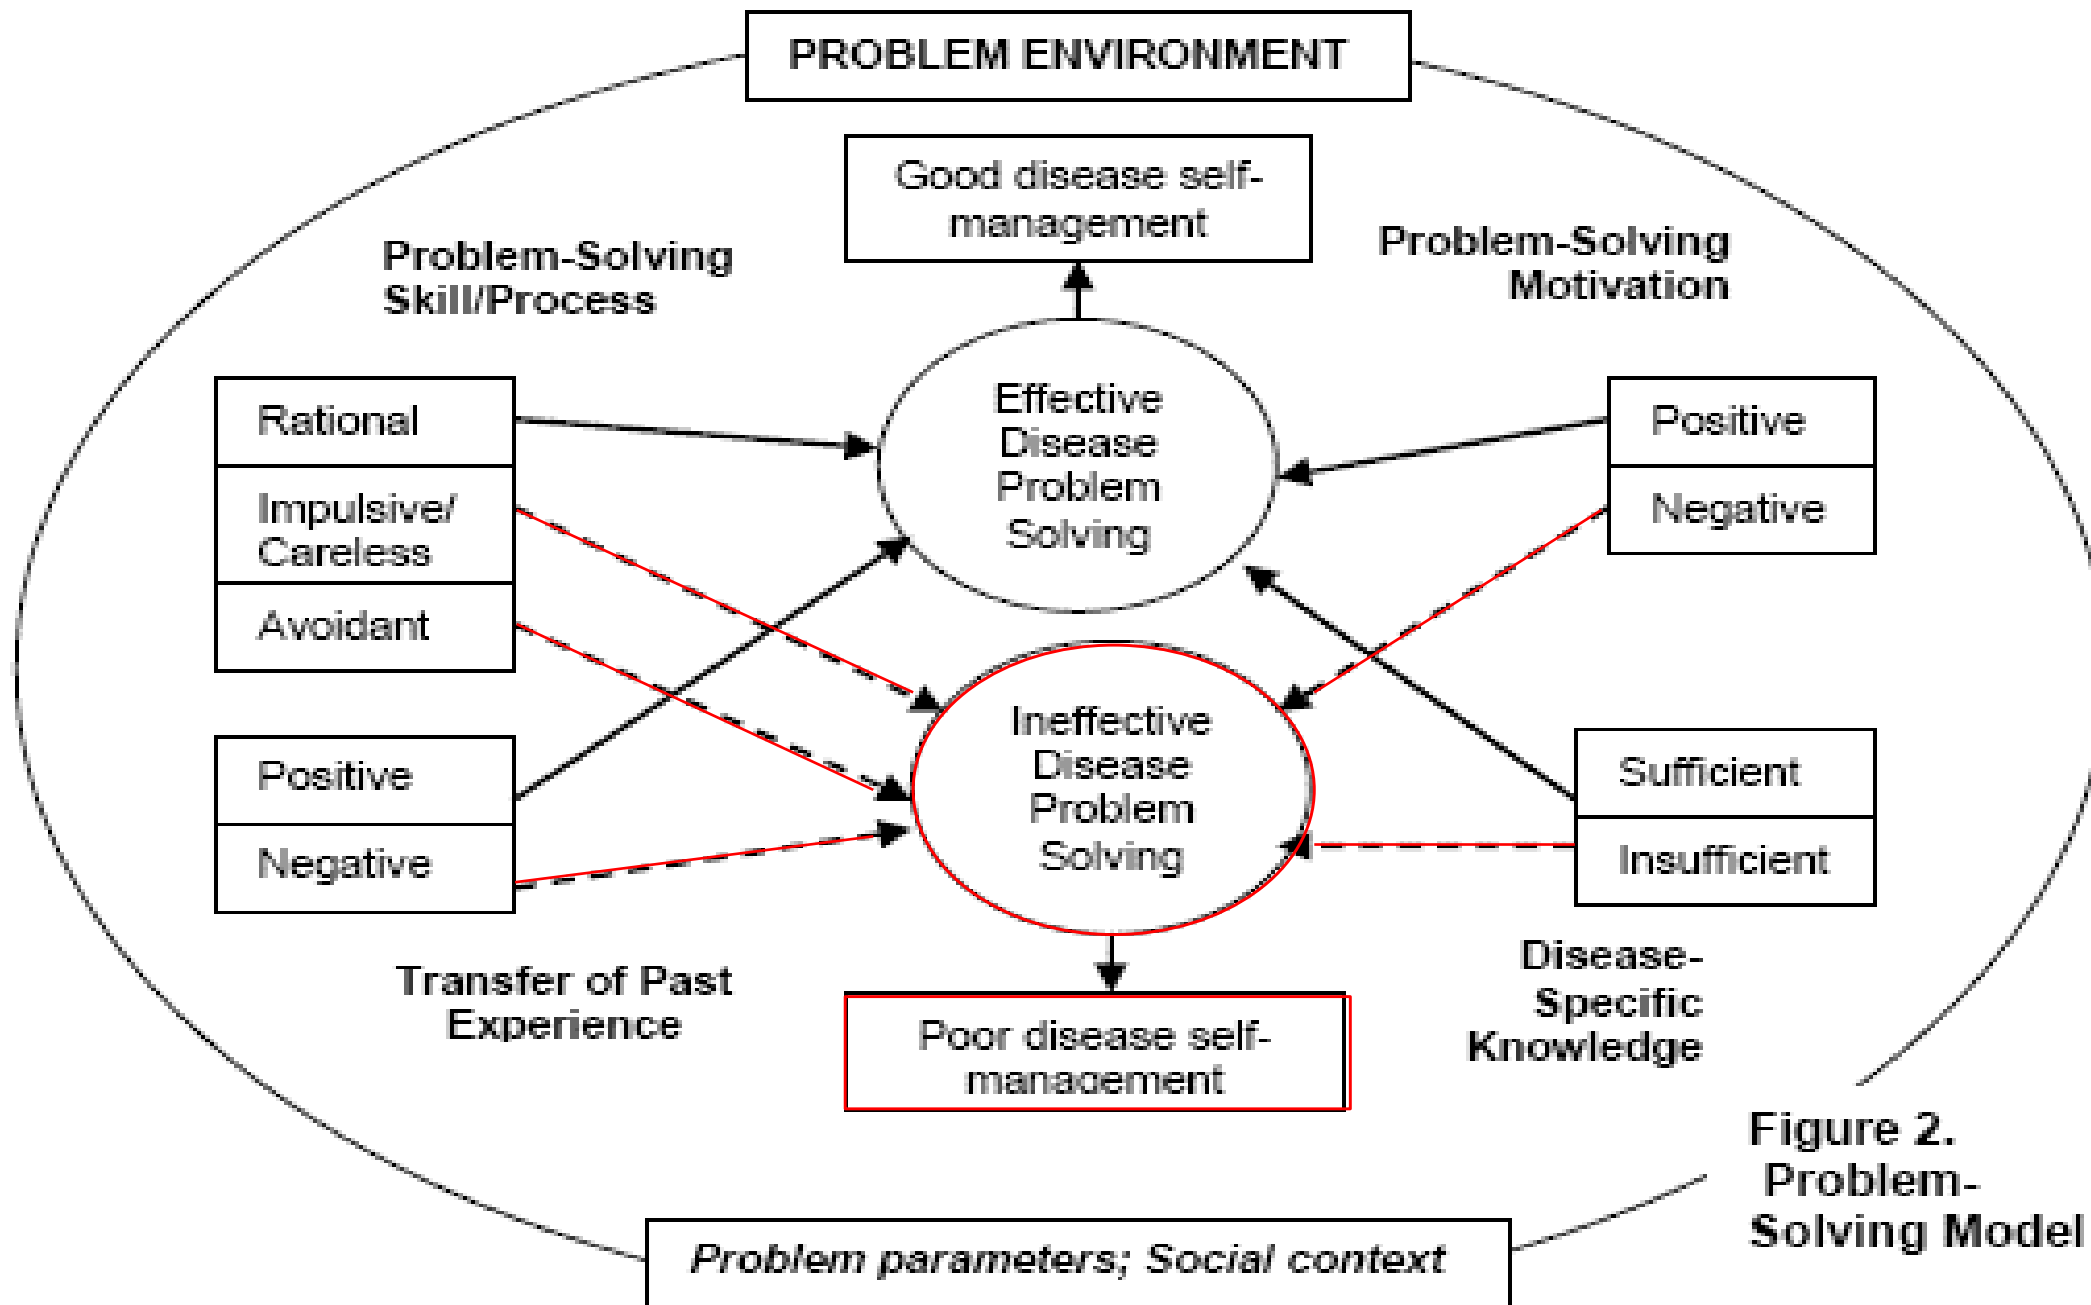 PROBLEM ENVIRONMENT
Good disease self-
management
Problem-Solving
Skill/Process
Problem-Solving
Motivation
Rational
Impulsive/
Careless
Avoidant
Effective
Disease
Problem
Solving
Positive
Negative
Positive
Negative
Ineffective
Disease
Problem
Solving
Sufficient
Insufficient
Transfer of Past
Experience
Disease-
Specific
Knowledge
Poor disease self-
management
Figure 2.
Problem-
Solving Model
Problem parameters; Social context